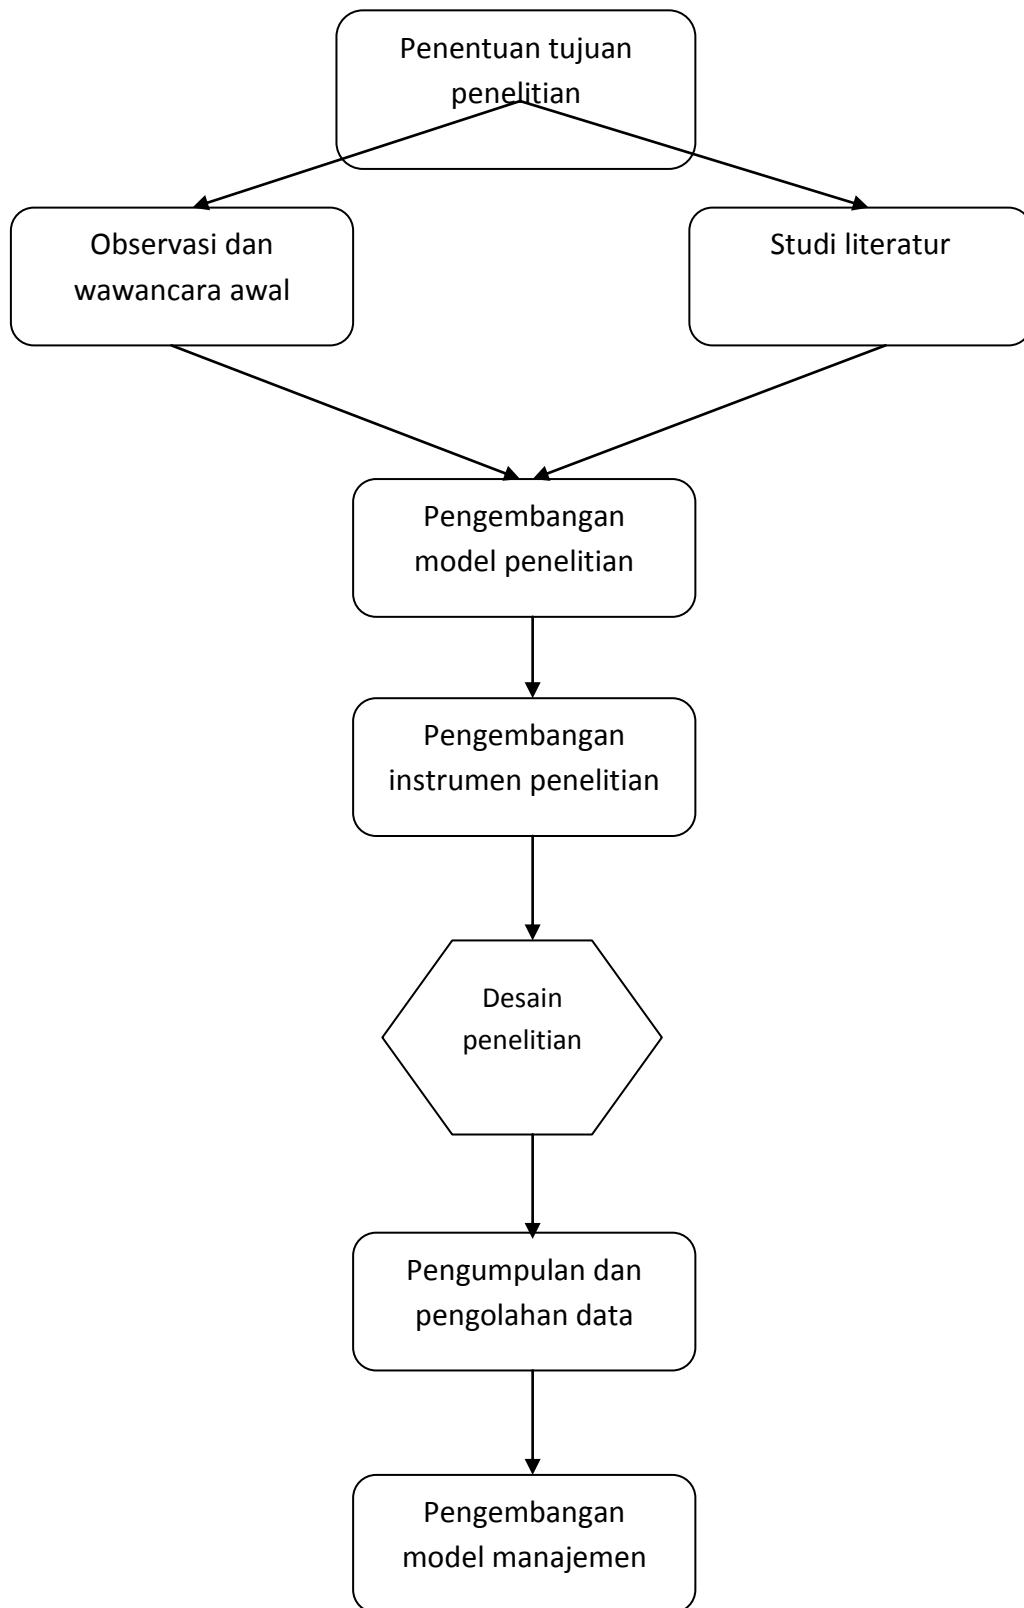 Penentuan tujuan
penelitian
Observasi dan
wawancara awal
Studi literatur
Pengembangan
model penelitian
Pengembangan
instrumen penelitian
Desain
penelitian
Pengumpulan dan
pengolahan data
Pengembangan
model manajemen